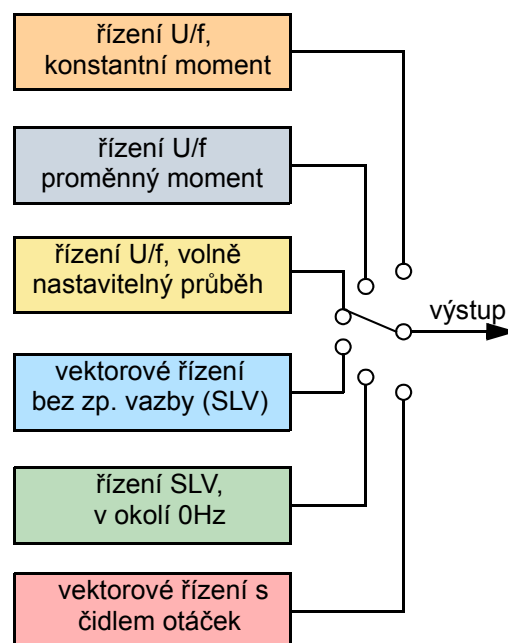 řízení U/f,
konstantní moment
řízení U/f
proměnný moment
řízení U/f, volně
nastavitelný průběh
výstup
vektorové řízení
bez zp. vazby (SLV)
řízení SLV,
v okolí 0Hz
vektorové řízení s
čidlem otáček